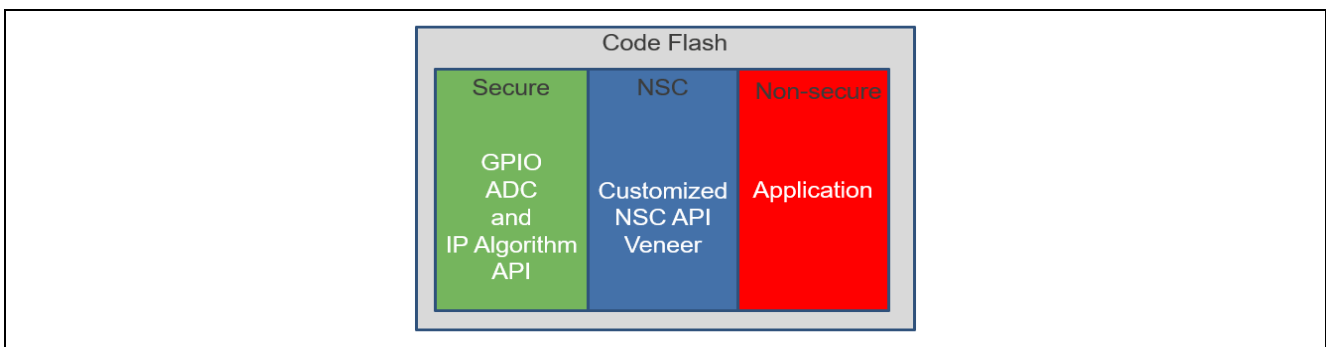 Code Flash
Secure
GPIO
ADC
and
IP Algorithm
API
NSC
Customized
NSC API
Veneer
Non-secure
Application